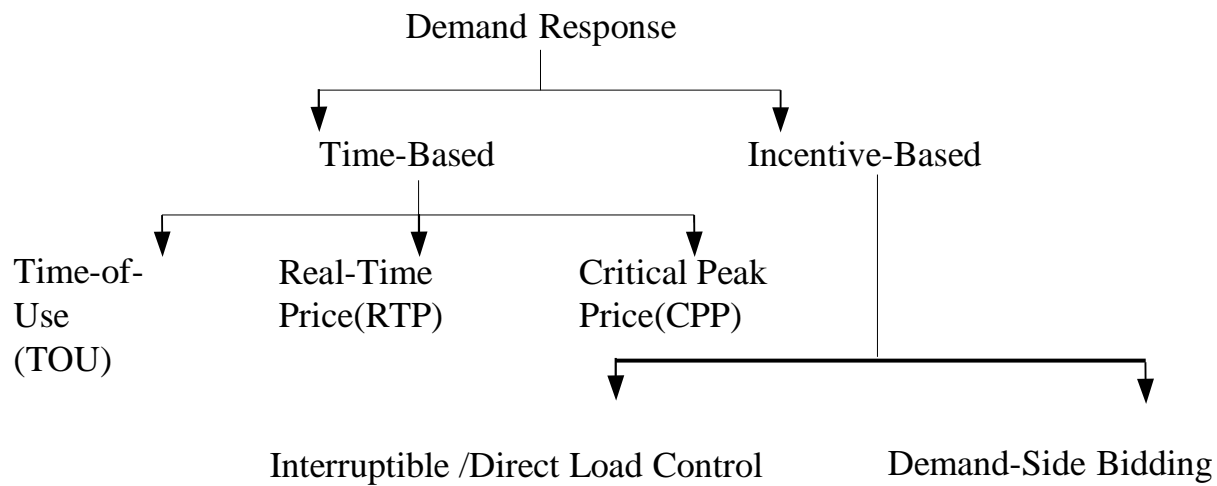 Demand Response
Time-Based
Incentive-Based
Time-of-
Use
(TOU)
Real-Time
Price(RTP)
Critical Peak
Price(CPP)
Interruptible /Direct Load Control
Demand-Side Bidding